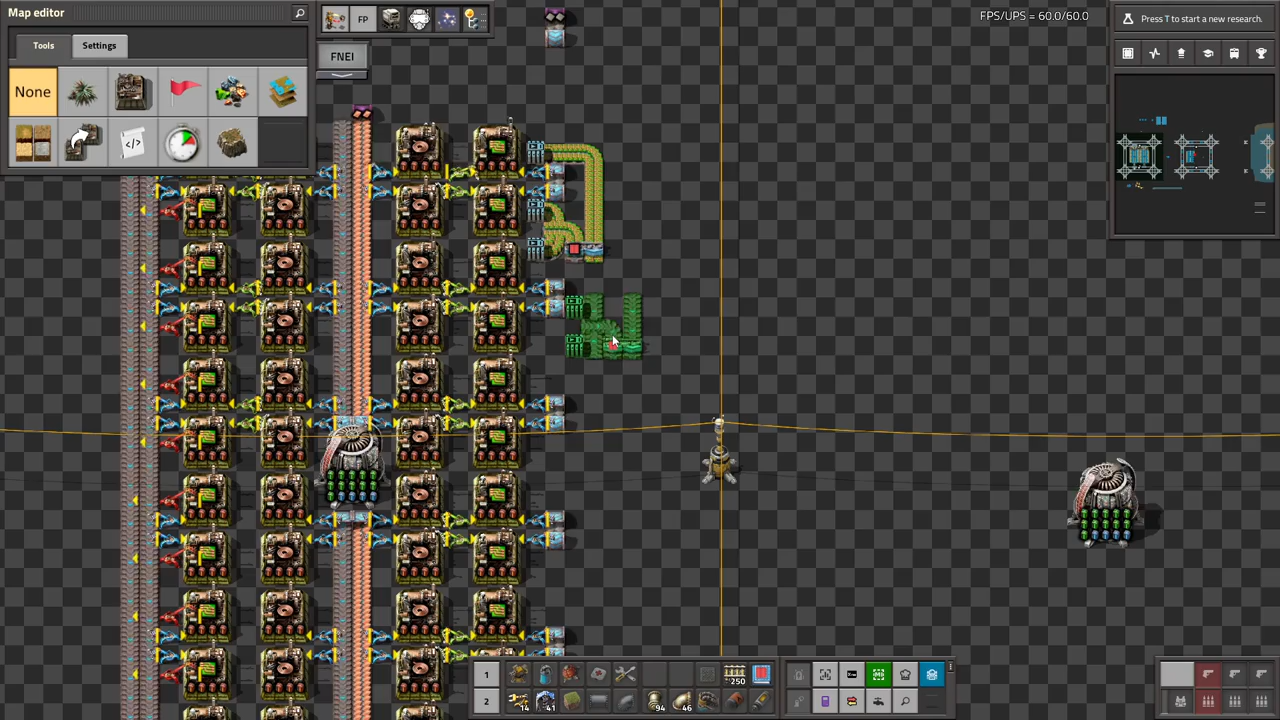 Map editor
FP
FPS/UPS = 60.0/60.0
Press T to start a new research.
Tools
Settings
FNEI
None
</>
1
250
2
14
41
94
46